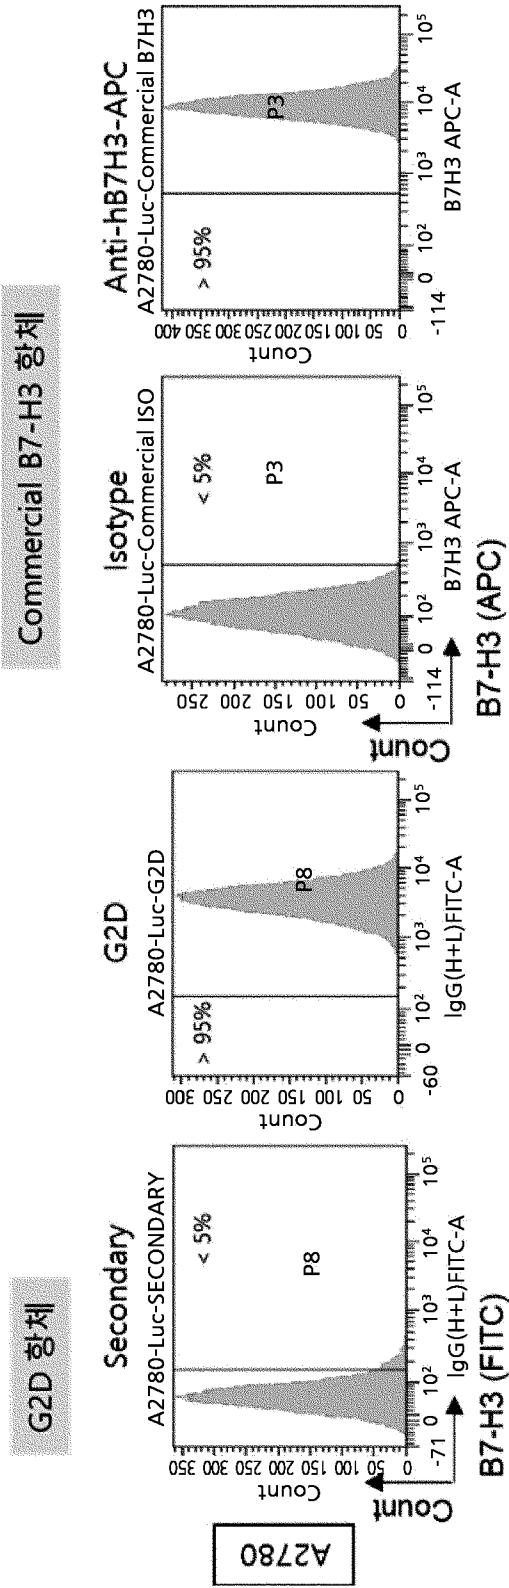 G2D 항체
Commercial B7-H3 항체
A2780
Secondary
A2780-Luc-SECONDARY
Count
350
300
250
200
150
100
50
0
< 5%
P8
-71
0
10²
10³
10⁴
10⁵
IgG(H+L)FITC-A
Count
B7-H3 (FITC)
G2D
A2780-Luc-G2D
Count
300
250
200
150
100
50
0
> 95%
P8
-60
0
10²
10³
10⁴
10⁵
IgG(H+L)FITC-A
Isotype
A2780-Luc-Commercial ISO
Count
250
200
150
100
50
0
< 5%
P3
-114
0
10²
10³
10⁴
10⁵
B7H3 APC-A
Count
B7-H3 (APC)
Anti-hB7H3-APC
A2780-Luc-Commercial B7H3
Count
400
350
300
250
200
150
100
50
0
> 95%
P3
-114
0
10²
10³
10⁴
10⁵
B7H3 APC-A